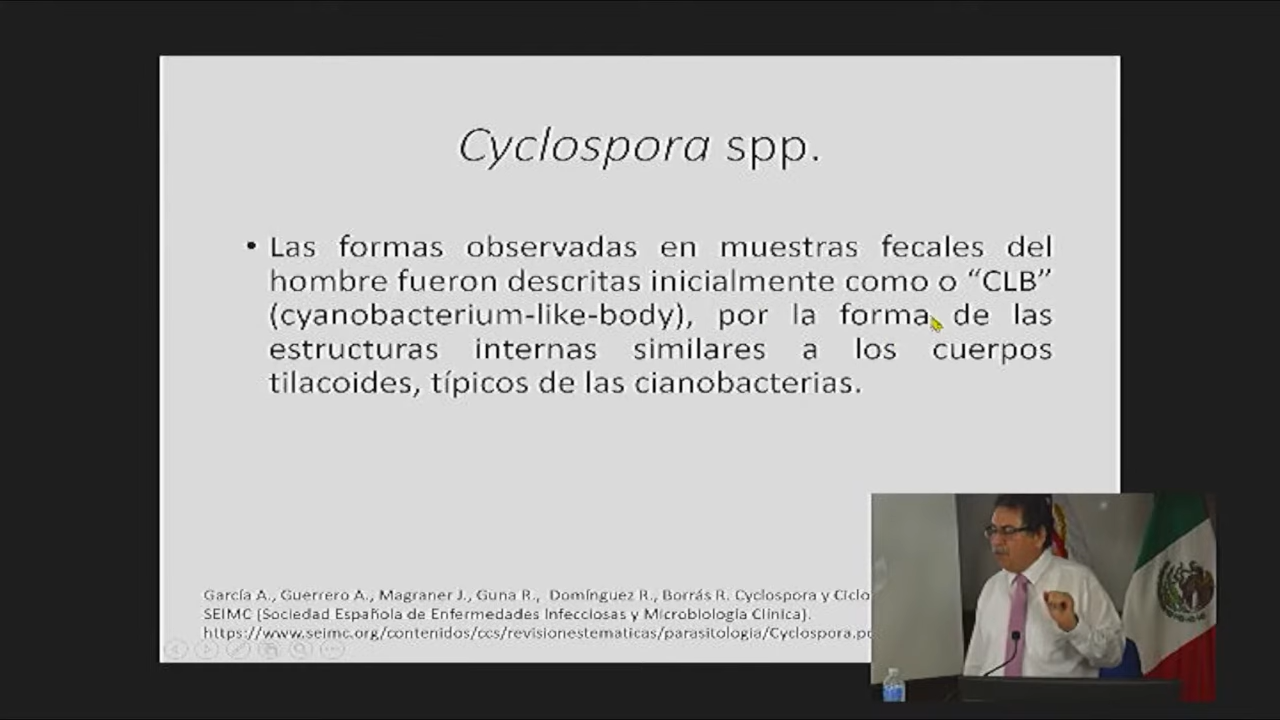 Cyclospora spp.
• Las formas observadas en muestras fecales del
hombre fueron descritas inicialmente como o “CLB”
(cyanobacterium-like-body), por la forma de las
estructuras internas similares a los cuerpos
tilacoides, típicos de las cianobacterias.
García A., Guerrero A., Magraner J., Guna R., Domínguez R., Borrás R. Cyclospora y Ciclo
SEIMC (Sociedad Española de Enfermedades Infecciosas y Microbiología Clínica).
https://www.seimc.org/contenidos/ccs/revisionestematicas/parasitologia/Cyclospora.po